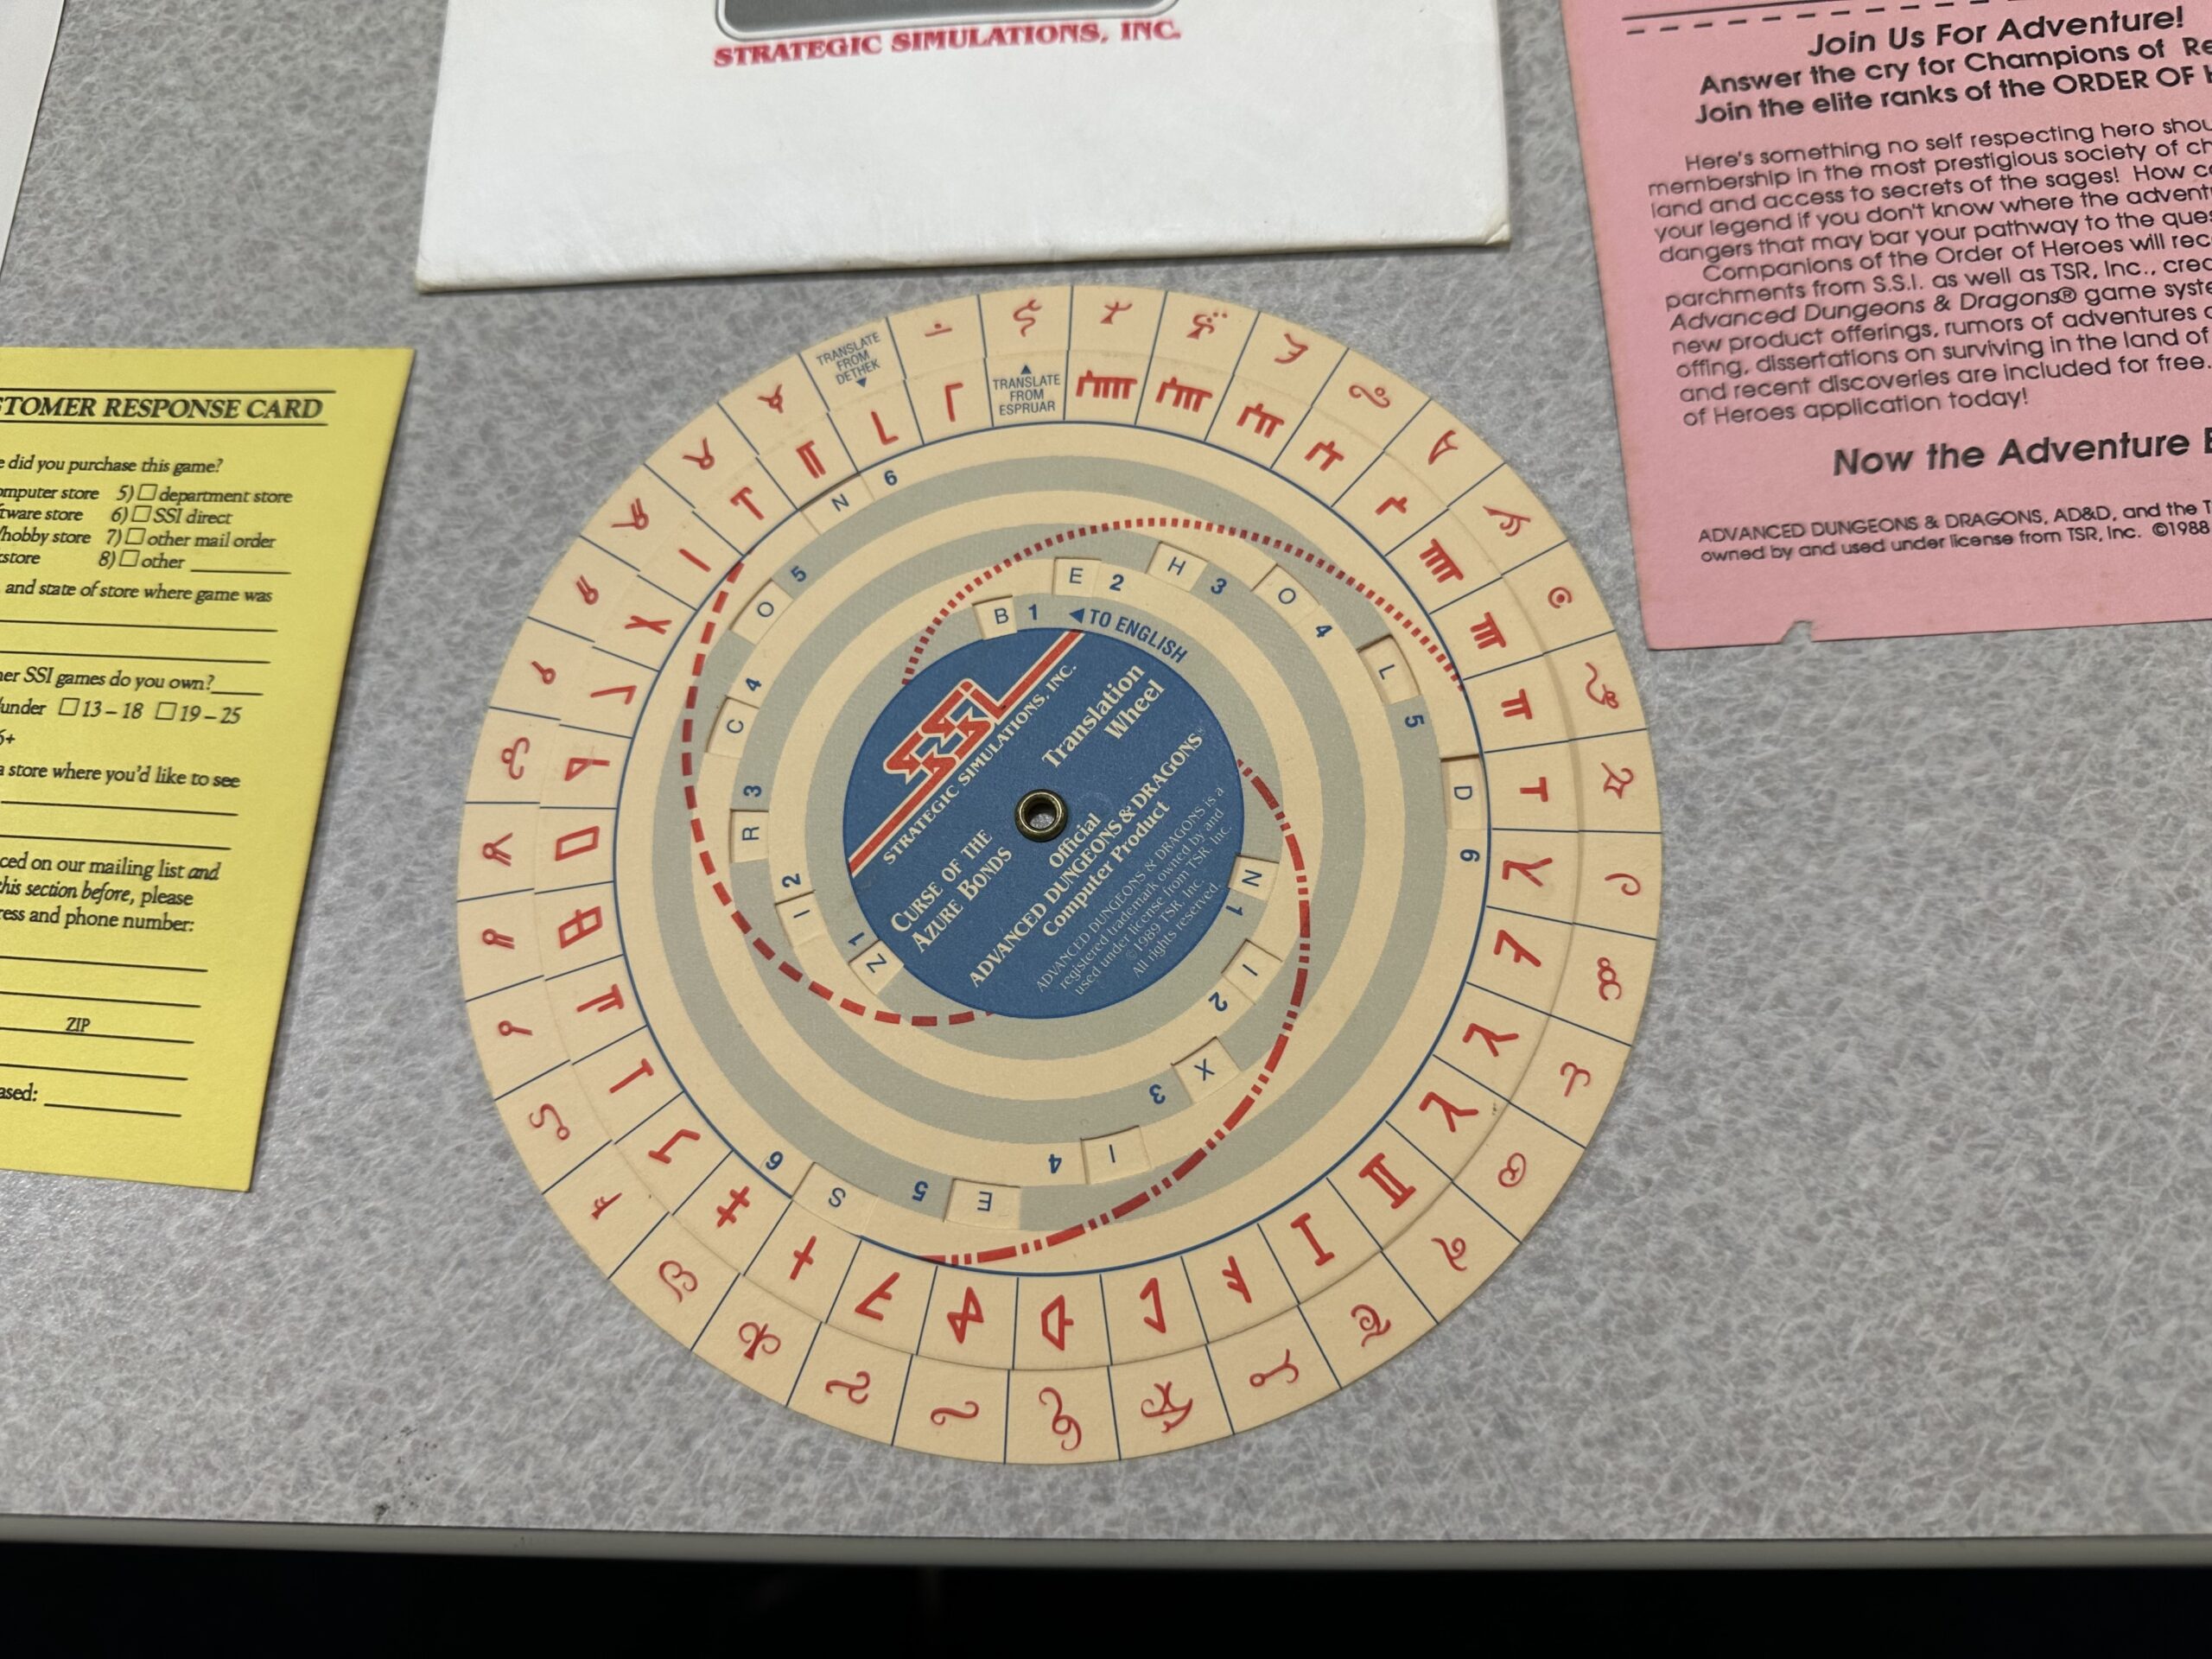 STRATEGIC SIMULATIONS, INC.
Join Us For Adventure!
Answer the cry for Champions of
Join the elite ranks of the ORDER OF
Here's something no self respecting hero
membership in the most prestigious society of
land and access to secrets of the sages! How
your legend if you don't know where the
dangers that may bar your pathway to the
Companions of the Order of Heroes will
parchments from S.S.I. as well as TSR, Inc.,
Advanced Dungeons & Dragons® game
new product offerings, rumors of adventures
offing, dissertations on surviving in the land of
and recent discoveries are included for free.
of Heroes application today!
Now the Adventure
ADVANCED DUNGEONS & DRAGONS, AD&D, and the
owned by and used under license from TSR, Inc. ©1988
RESPONSE CARD
did you purchase this game?
store 5) □ department store
store 6) □ SSI direct
store 7) □ other mail order
8) □ other
and state of store where game was
SSI games do you own?
under □ 13 – 18 □ 19 – 25
a store where you'd like to see
on our mailing list and
this section before, please
and phone number:
ZIP
TRANSLATE
FROM
DETHEK
TRANSLATE
FROM
ESPRUAR
N 6
O 5
C 4
R 3
I 2
Z 1
B 1
E 2
H 3
O 4
L 5
D 6
N 1
I 2
X 3
I 4
E 5
S 6
TO ENGLISH
SSI
STRATEGIC SIMULATIONS, INC.
Translation
Wheel
CURSE OF THE
AZURE BONDS
Official
ADVANCED DUNGEONS & DRAGONS
Computer Product
ADVANCED DUNGEONS & DRAGONS is a
registered trademark owned by and
used under license from TSR, Inc.
© 1989 TSR, Inc.
All rights reserved.